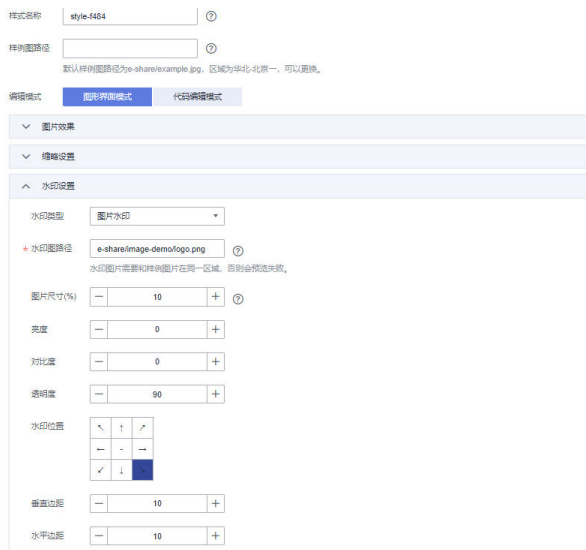 样式名称 style-f484 ?
样例图路径 ?
默认样例图路径为e-share/example.jpg，区域为华北-北京一，可以更换。
编辑模式 图形界面模式 代码编辑模式
图片效果
缩略设置
水印设置
水印类型 图片水印
* 水印图路径 e-share/image-demo/logo.png ?
水印图片需要和样例图片在同一区域，否则会预览失败。
图片尺寸(%) — 10 + ?
亮度 — 0 +
对比度 — 0 +
透明度 — 90 +
水印位置 ↖ ↑ ↗
← - →
↙ ↓ ↘
垂直边距 — 10 +
水平边距 — 10 +